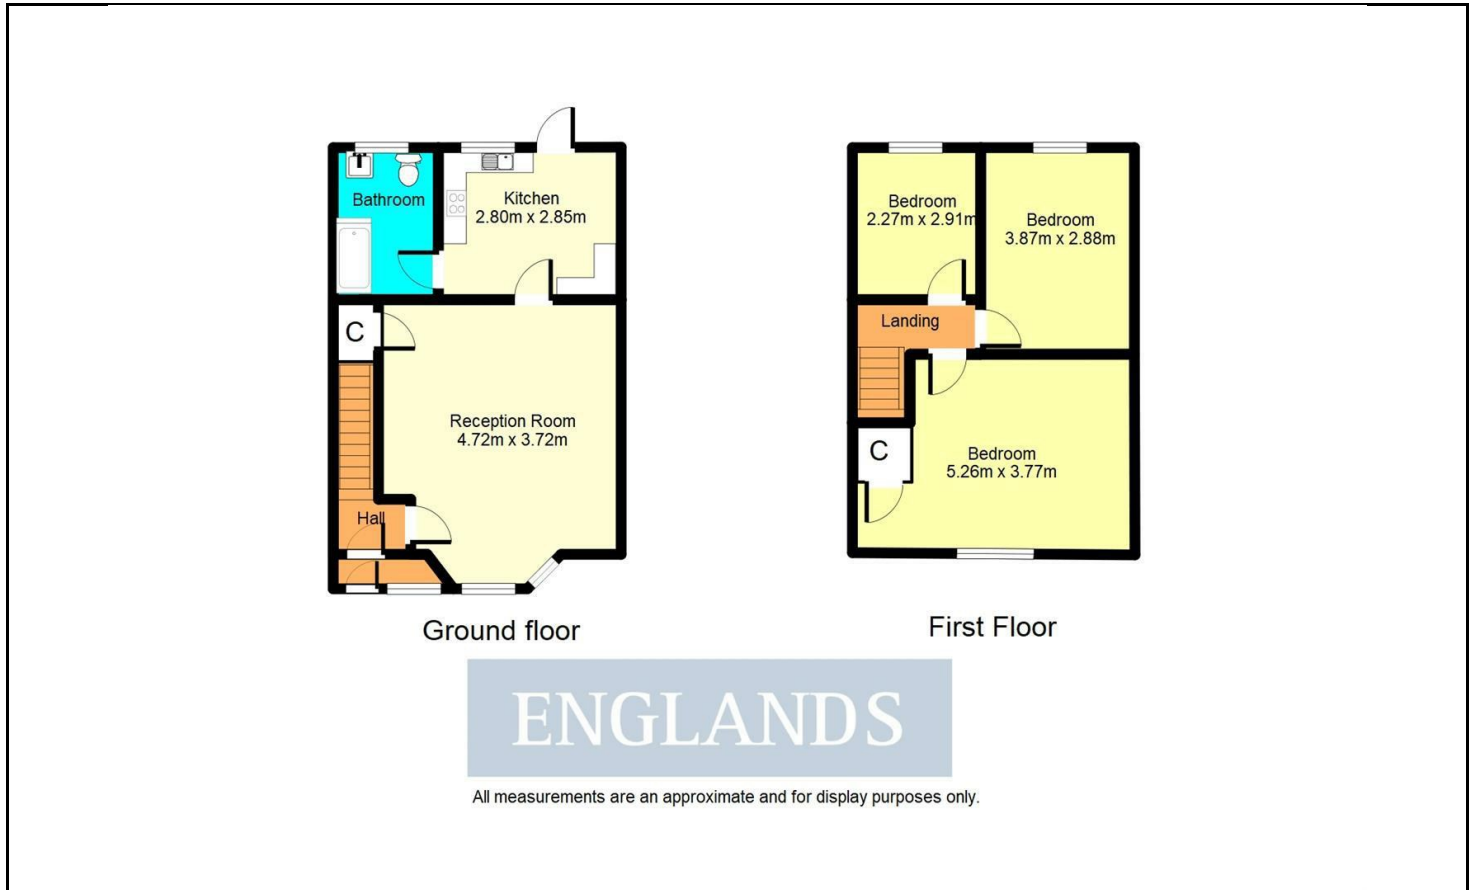 Bathroom
Kitchen
2.80m x 2.85m
C
Reception Room
4.72m x 3.72m
Hall
Ground floor
Bedroom
2.27m x 2.91m
Bedroom
3.87m x 2.88m
Landing
C
Bedroom
5.26m x 3.77m
First Floor
ENGLANDS
All measurements are an approximate and for display purposes only.